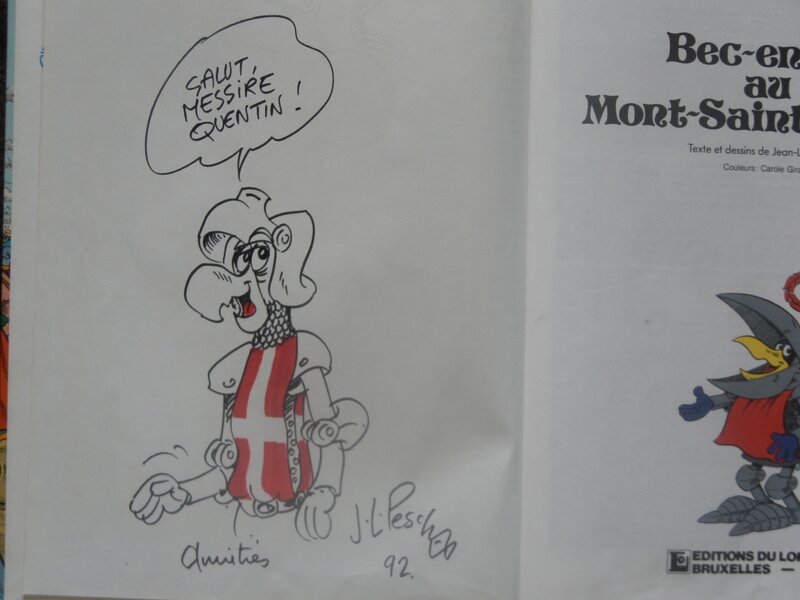 SALUT,
MESSIRE
QUENTIN !
Amitiés
J.L. Pesch
92.
Bec-en-
au
Mont-Saint-
Texte et dessins de Jean-L
Couleurs: Carole Gira
EDITIONS DU LO
BRUXELLES —